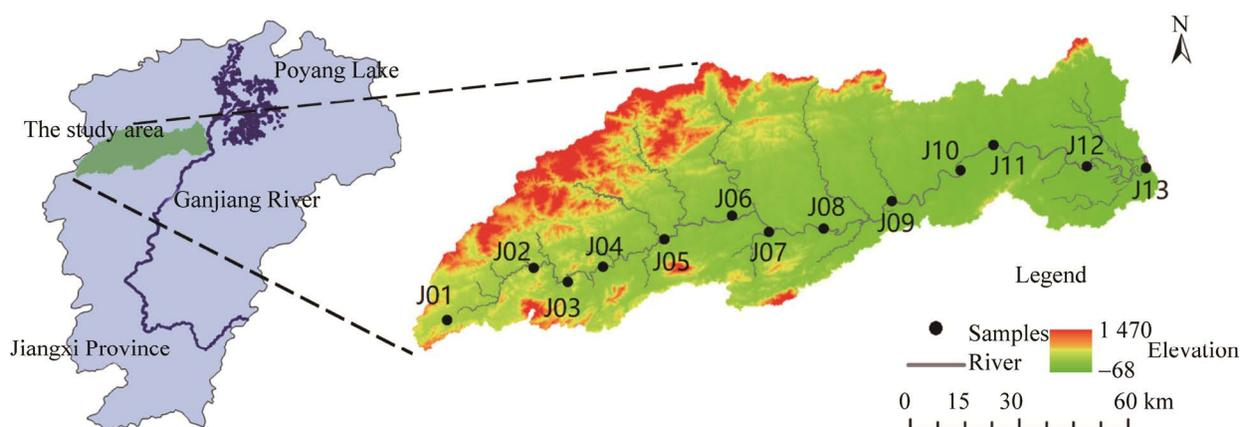 Poyang Lake
The study area
Ganjiang River
Jiangxi Province
N
J01
J02
J03
J04
J05
J06
J07
J08
J09
J10
J11
J12
J13
Legend
Samples
River
1 470
–68
Elevation
0 15 30 60 km